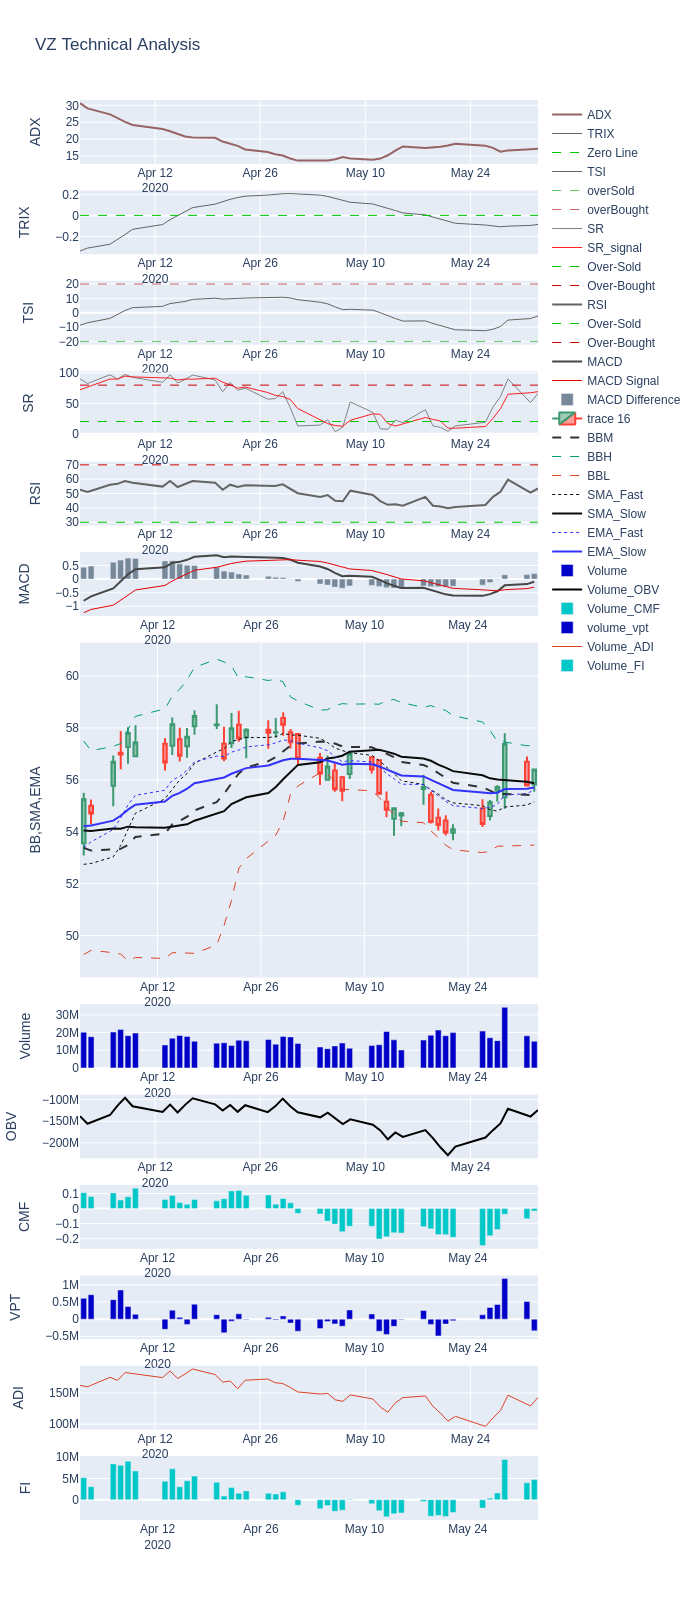 VZ Technical Analysis
ADX
30
25
20
15
Apr 12
2020
Apr 26
May 10
May 24
TRIX
0.2
0
−0.2
Apr 12
2020
Apr 26
May 10
May 24
TSI
20
10
0
−10
−20
Apr 12
2020
Apr 26
May 10
May 24
SR
100
50
0
Apr 12
2020
Apr 26
May 10
May 24
RSI
70
60
50
40
30
Apr 12
2020
Apr 26
May 10
May 24
MACD
0.5
0
−0.5
−1
Apr 12
2020
Apr 26
May 10
May 24
BB,SMA,EMA
60
58
56
54
52
50
Apr 12
2020
Apr 26
May 10
May 24
Volume
30M
20M
10M
0
Apr 12
2020
Apr 26
May 10
May 24
OBV
−100M
−150M
−200M
Apr 12
2020
Apr 26
May 10
May 24
CMF
0.1
0
−0.1
−0.2
Apr 12
2020
Apr 26
May 10
May 24
VPT
1M
0.5M
0
−0.5M
Apr 12
2020
Apr 26
May 10
May 24
ADI
150M
100M
Apr 12
2020
Apr 26
May 10
May 24
FI
10M
5M
0
Apr 12
2020
Apr 26
May 10
May 24
ADX
TRIX
Zero Line
TSI
overSold
overBought
SR
SR_signal
Over-Sold
Over-Bought
RSI
Over-Sold
Over-Bought
MACD
MACD Signal
MACD Difference
trace 16
BBM
BBH
BBL
SMA_Fast
SMA_Slow
EMA_Fast
EMA_Slow
Volume
Volume_OBV
Volume_CMF
volume_vpt
Volume_ADI
Volume_FI